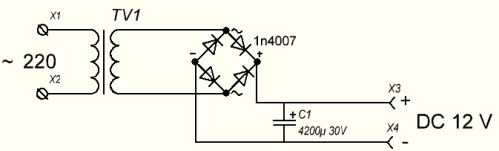 X1
TV1
~
1n4007
~ 220
-
+
X2
~
X3
+
+ C1
DC 12 V
4200µ 30V
X4
-